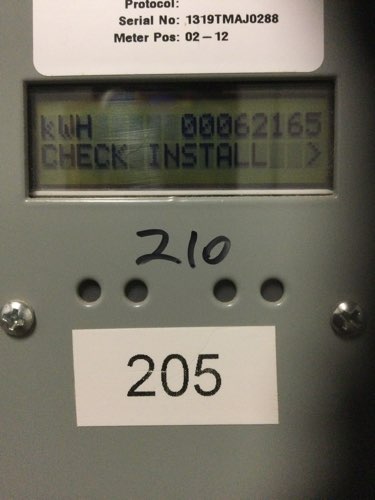 Protocol:
Serial No: 1319TMAJ0288
Meter Pos: 02-12
kWH 00062165
CHECK INSTALL >
210
205